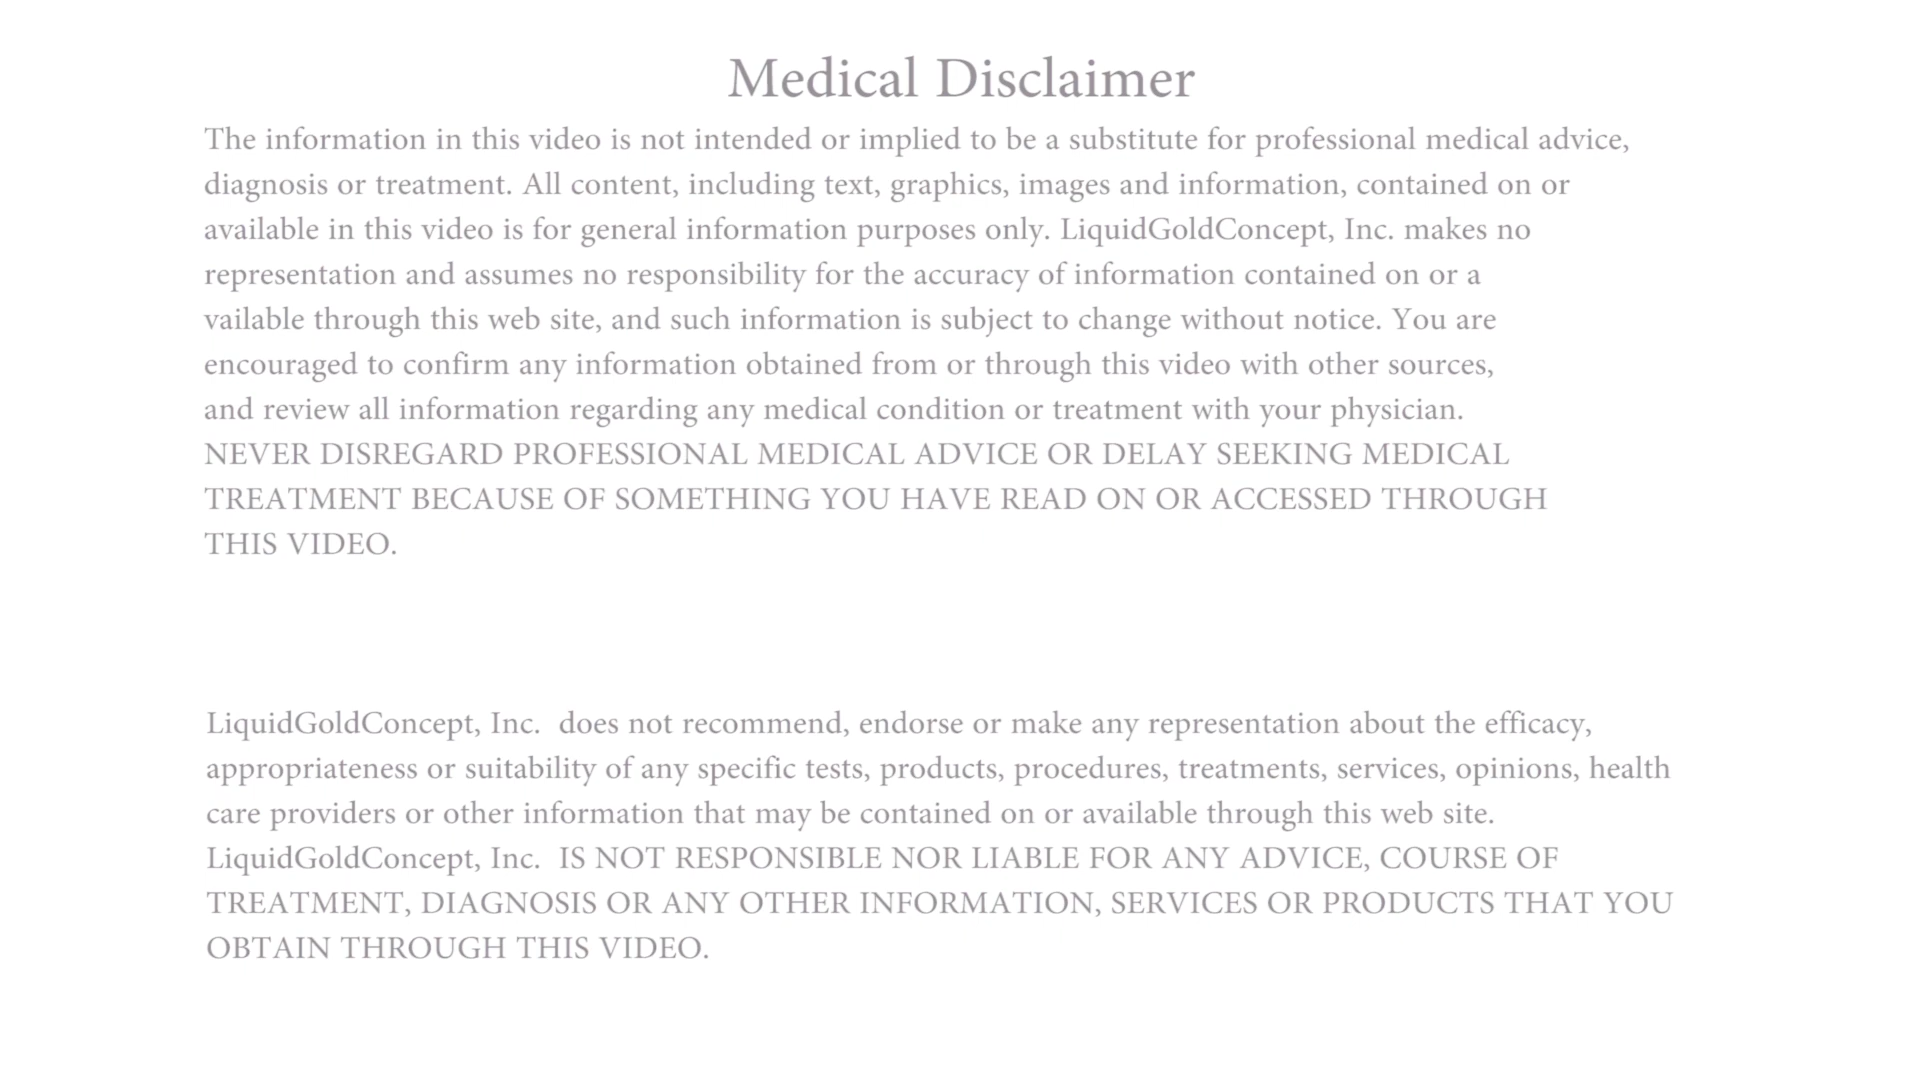 Medical Disclaimer
The information in this video is not intended or implied to be a substitute for professional medical advice,
diagnosis or treatment. All content, including text, graphics, images and information, contained on or
available in this video is for general information purposes only. LiquidGoldConcept, Inc. makes no
representation and assumes no responsibility for the accuracy of information contained on or a
vailable through this web site, and such information is subject to change without notice. You are
encouraged to confirm any information obtained from or through this video with other sources,
and review all information regarding any medical condition or treatment with your physician.
NEVER DISREGARD PROFESSIONAL MEDICAL ADVICE OR DELAY SEEKING MEDICAL
TREATMENT BECAUSE OF SOMETHING YOU HAVE READ ON OR ACCESSED THROUGH
THIS VIDEO.
LiquidGoldConcept, Inc.  does not recommend, endorse or make any representation about the efficacy,
appropriateness or suitability of any specific tests, products, procedures, treatments, services, opinions, health
care providers or other information that may be contained on or available through this web site.
LiquidGoldConcept, Inc.  IS NOT RESPONSIBLE NOR LIABLE FOR ANY ADVICE, COURSE OF
TREATMENT, DIAGNOSIS OR ANY OTHER INFORMATION, SERVICES OR PRODUCTS THAT YOU
OBTAIN THROUGH THIS VIDEO.